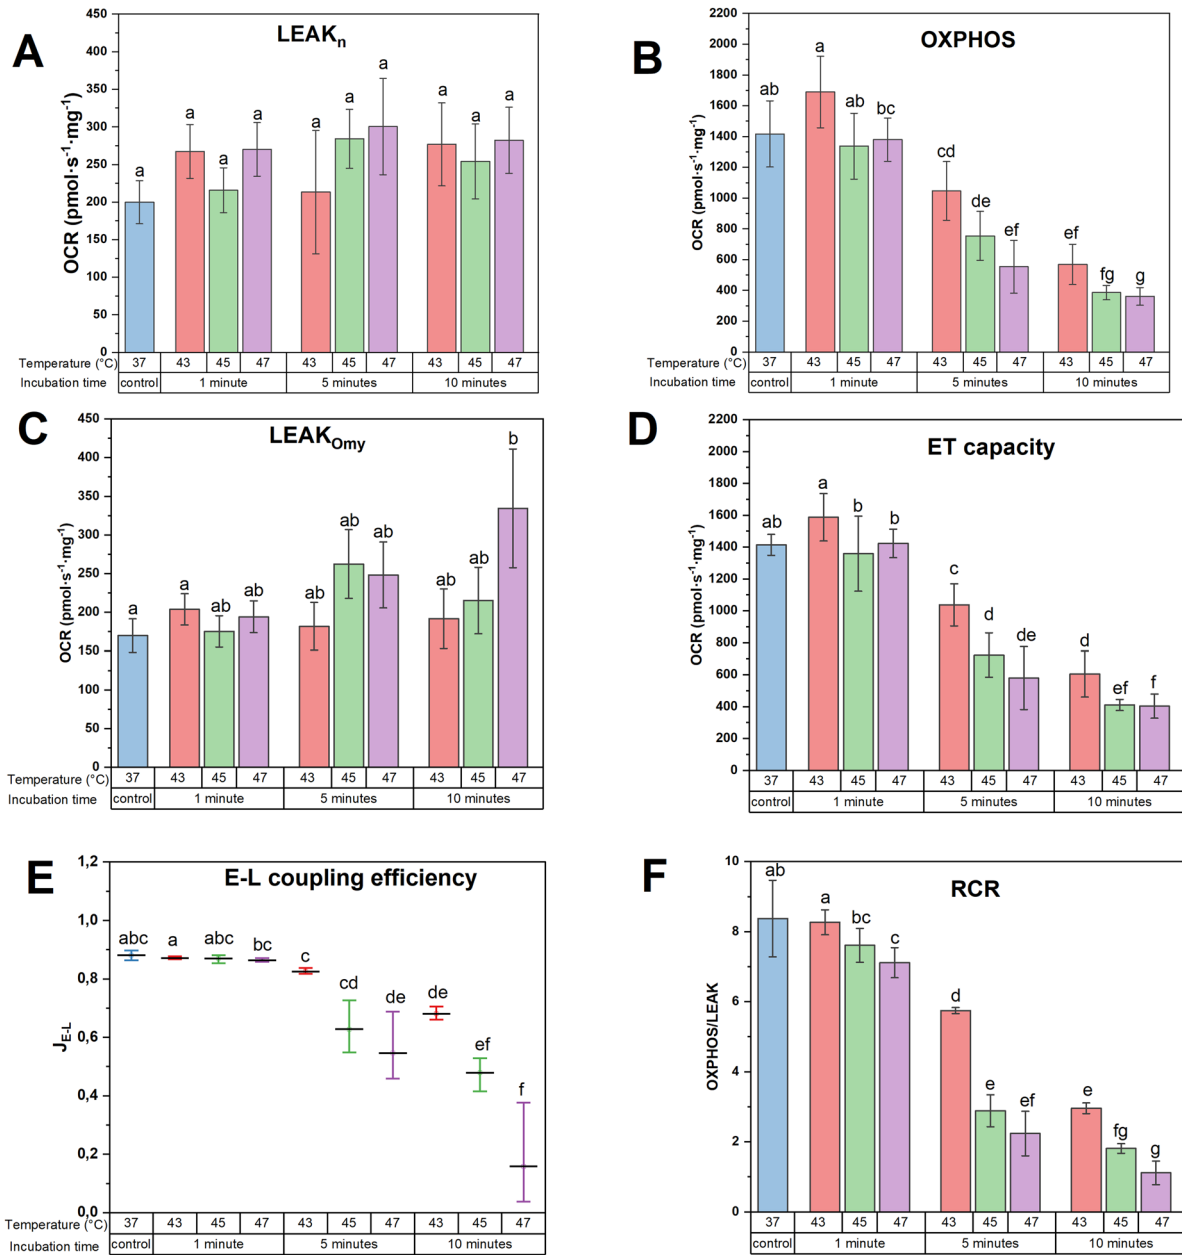 A
LEAKn
OCR (pmol·s-1·mg-1)
450
400
350
300
250
200
150
100
50
0
a a a a a a a a a a
Temperature (°C) 37 43 45 47 43 45 47 43 45 47
Incubation time control 1 minute 5 minutes 10 minutes
B
OXPHOS
OCR (pmol·s-1·mg-1)
2200
2000
1800
1600
1400
1200
1000
800
600
400
200
0
ab a ab bc cd de ef ef fg g
Temperature (°C) 37 43 45 47 43 45 47 43 45 47
Incubation time control 1 minute 5 minutes 10 minutes
C
LEAKOmy
OCR (pmol·s-1·mg-1)
450
400
350
300
250
200
150
100
50
0
a a ab ab ab ab ab ab ab b
Temperature (°C) 37 43 45 47 43 45 47 43 45 47
Incubation time control 1 minute 5 minutes 10 minutes
D
ET capacity
OCR (pmol·s-1·mg-1)
2200
2000
1800
1600
1400
1200
1000
800
600
400
200
0
ab a b b c d de d ef f
Temperature (°C) 37 43 45 47 43 45 47 43 45 47
Incubation time control 1 minute 5 minutes 10 minutes
E
E-L coupling efficiency
JE-L
1,2
1,0
0,8
0,6
0,4
0,2
0,0
abc a abc bc c cd de de ef f
Temperature (°C) 37 43 45 47 43 45 47 43 45 47
Incubation time control 1 minute 5 minutes 10 minutes
F
RCR
OXPHOS/LEAK
10
8
6
4
2
0
ab a bc c d e ef e fg g
Temperature (°C) 37 43 45 47 43 45 47 43 45 47
Incubation time control 1 minute 5 minutes 10 minutes